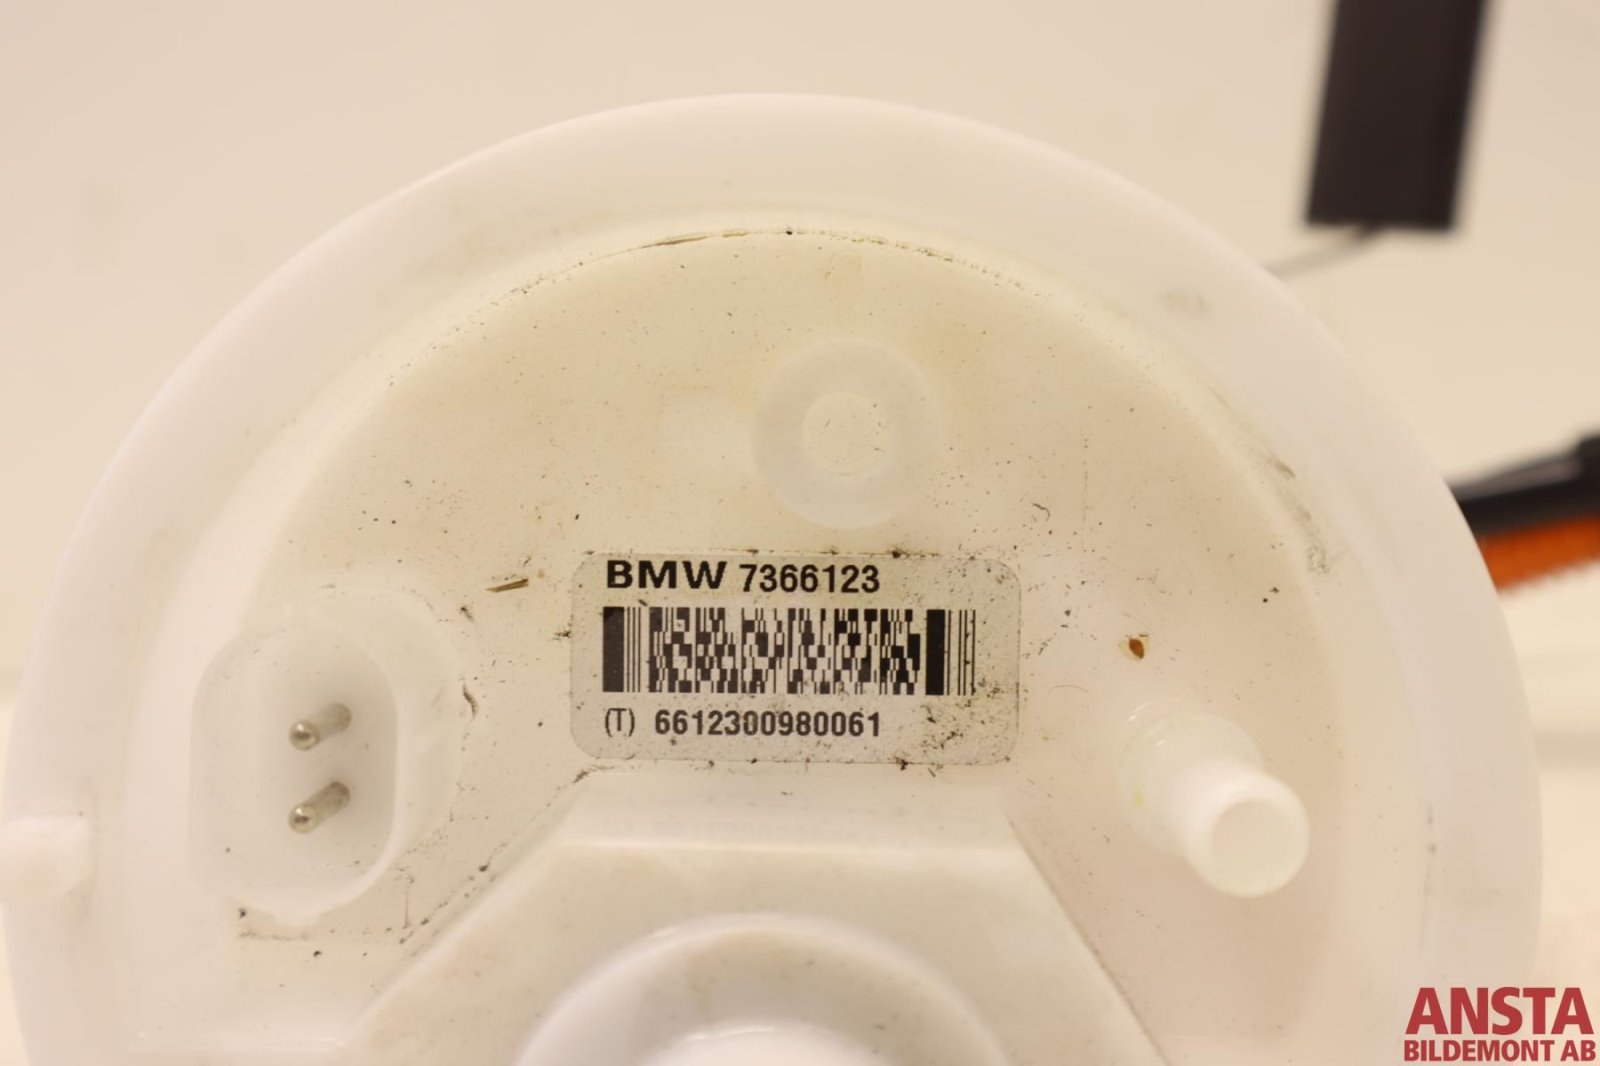 BMW 7366123
(T) 6612300980061
ANSTA
BILDEMONT AB